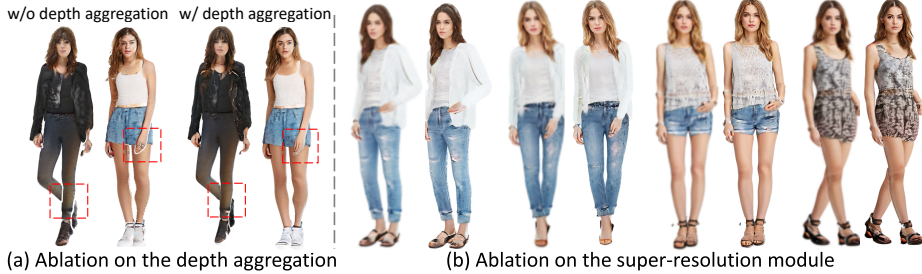 w/o depth aggregation w/ depth aggregation
(a) Ablation on the depth aggregation
(b) Ablation on the super-resolution module